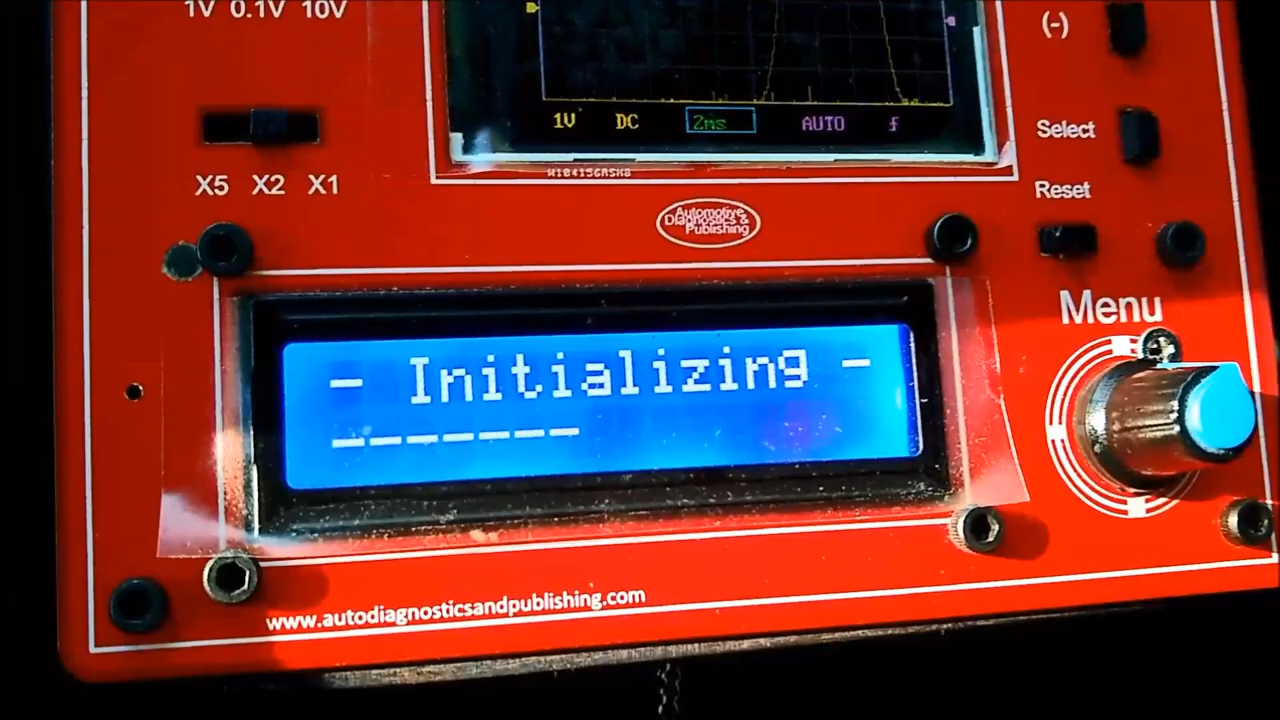 1V 0.1V 10V
(-)
1V DC 2ms AUTO
Select
X5 X2 X1
Reset
Automotive
Diagnostics &
Publishing
Menu
- Initializing -
-------
www.autodiagnosticsandpublishing.com